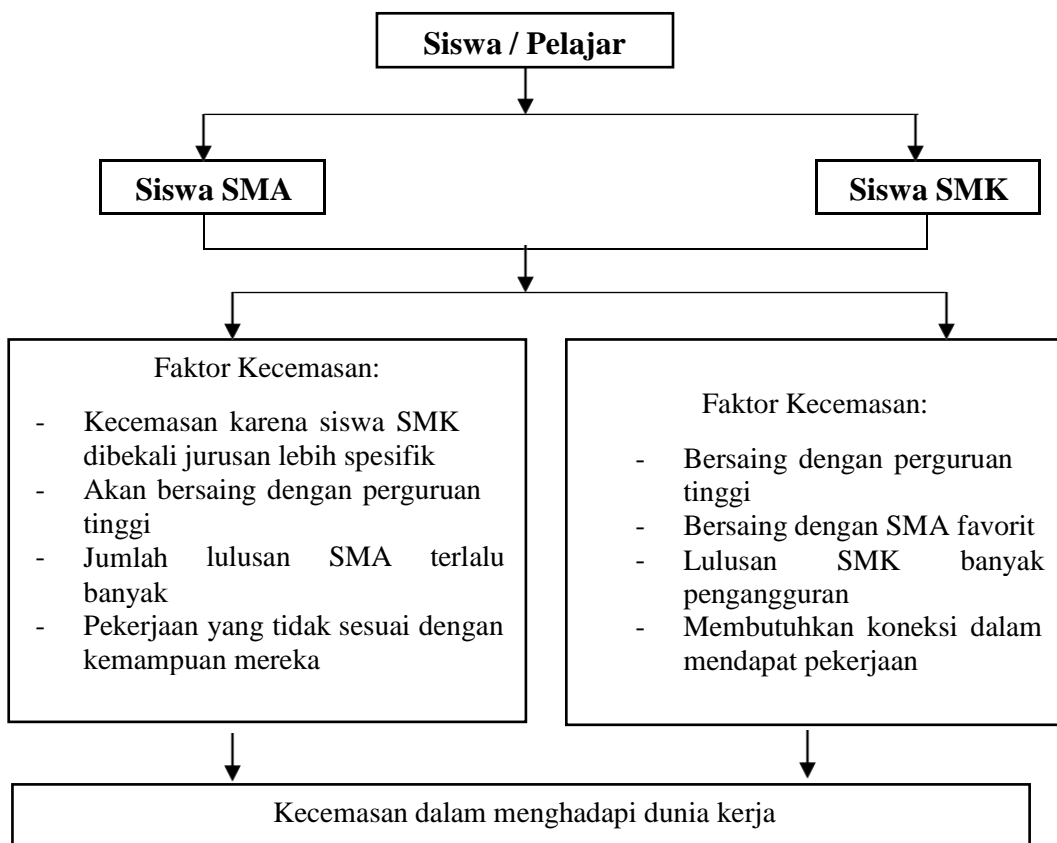 Siswa / Pelajar
Siswa SMA
Siswa SMK
Faktor Kecemasan:
- Kecemasan karena siswa SMK
dibekali jurusan lebih spesifik
- Akan bersaing dengan perguruan
tinggi
- Jumlah lulusan SMA terlalu
banyak
- Pekerjaan yang tidak sesuai dengan
kemampuan mereka
Faktor Kecemasan:
- Bersaing dengan perguruan
tinggi
- Bersaing dengan SMA favorit
- Lulusan SMK banyak
pengangguran
- Membutuhkan koneksi dalam
mendapat pekerjaan
Kecemasan dalam menghadapi dunia kerja